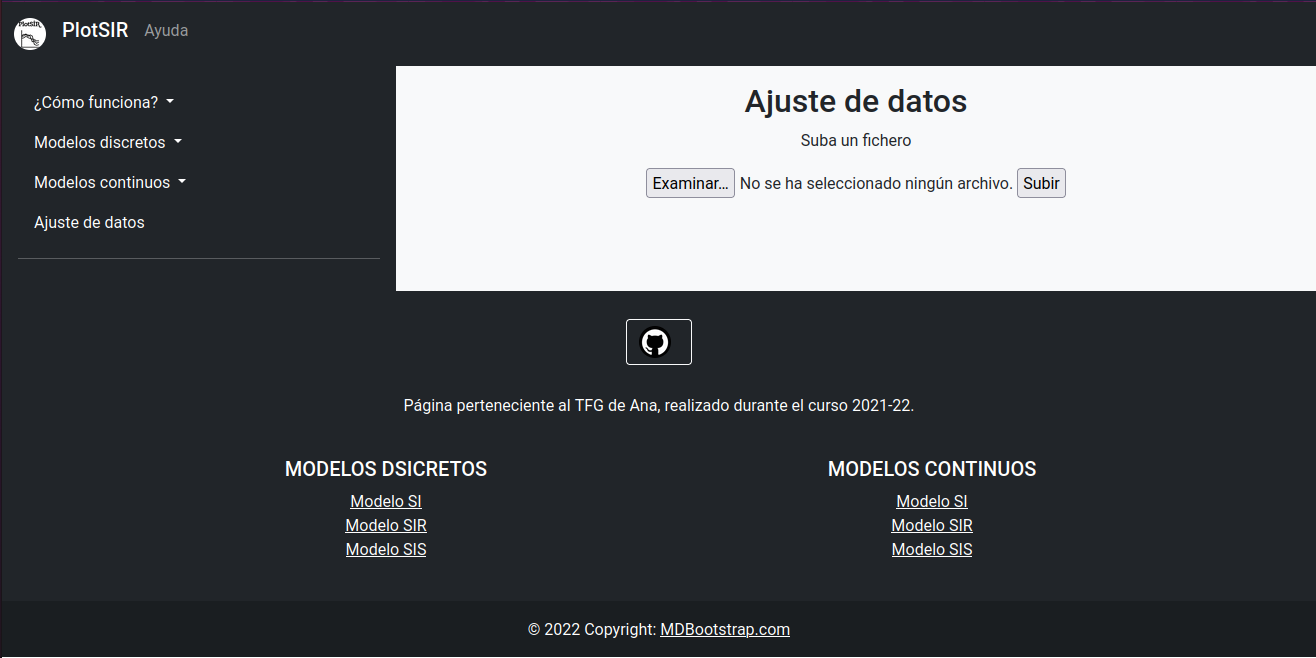 PlotSIR
PlotSIR Ayuda
¿Cómo funciona?
Modelos discretos
Modelos continuos
Ajuste de datos
Ajuste de datos
Suba un fichero
Examinar... No se ha seleccionado ningún archivo. Subir
Página perteneciente al TFG de Ana, realizado durante el curso 2021-22.
MODELOS DSICRETOS
Modelo SI
Modelo SIR
Modelo SIS
MODELOS CONTINUOS
Modelo SI
Modelo SIR
Modelo SIS
© 2022 Copyright: MDBootstrap.com